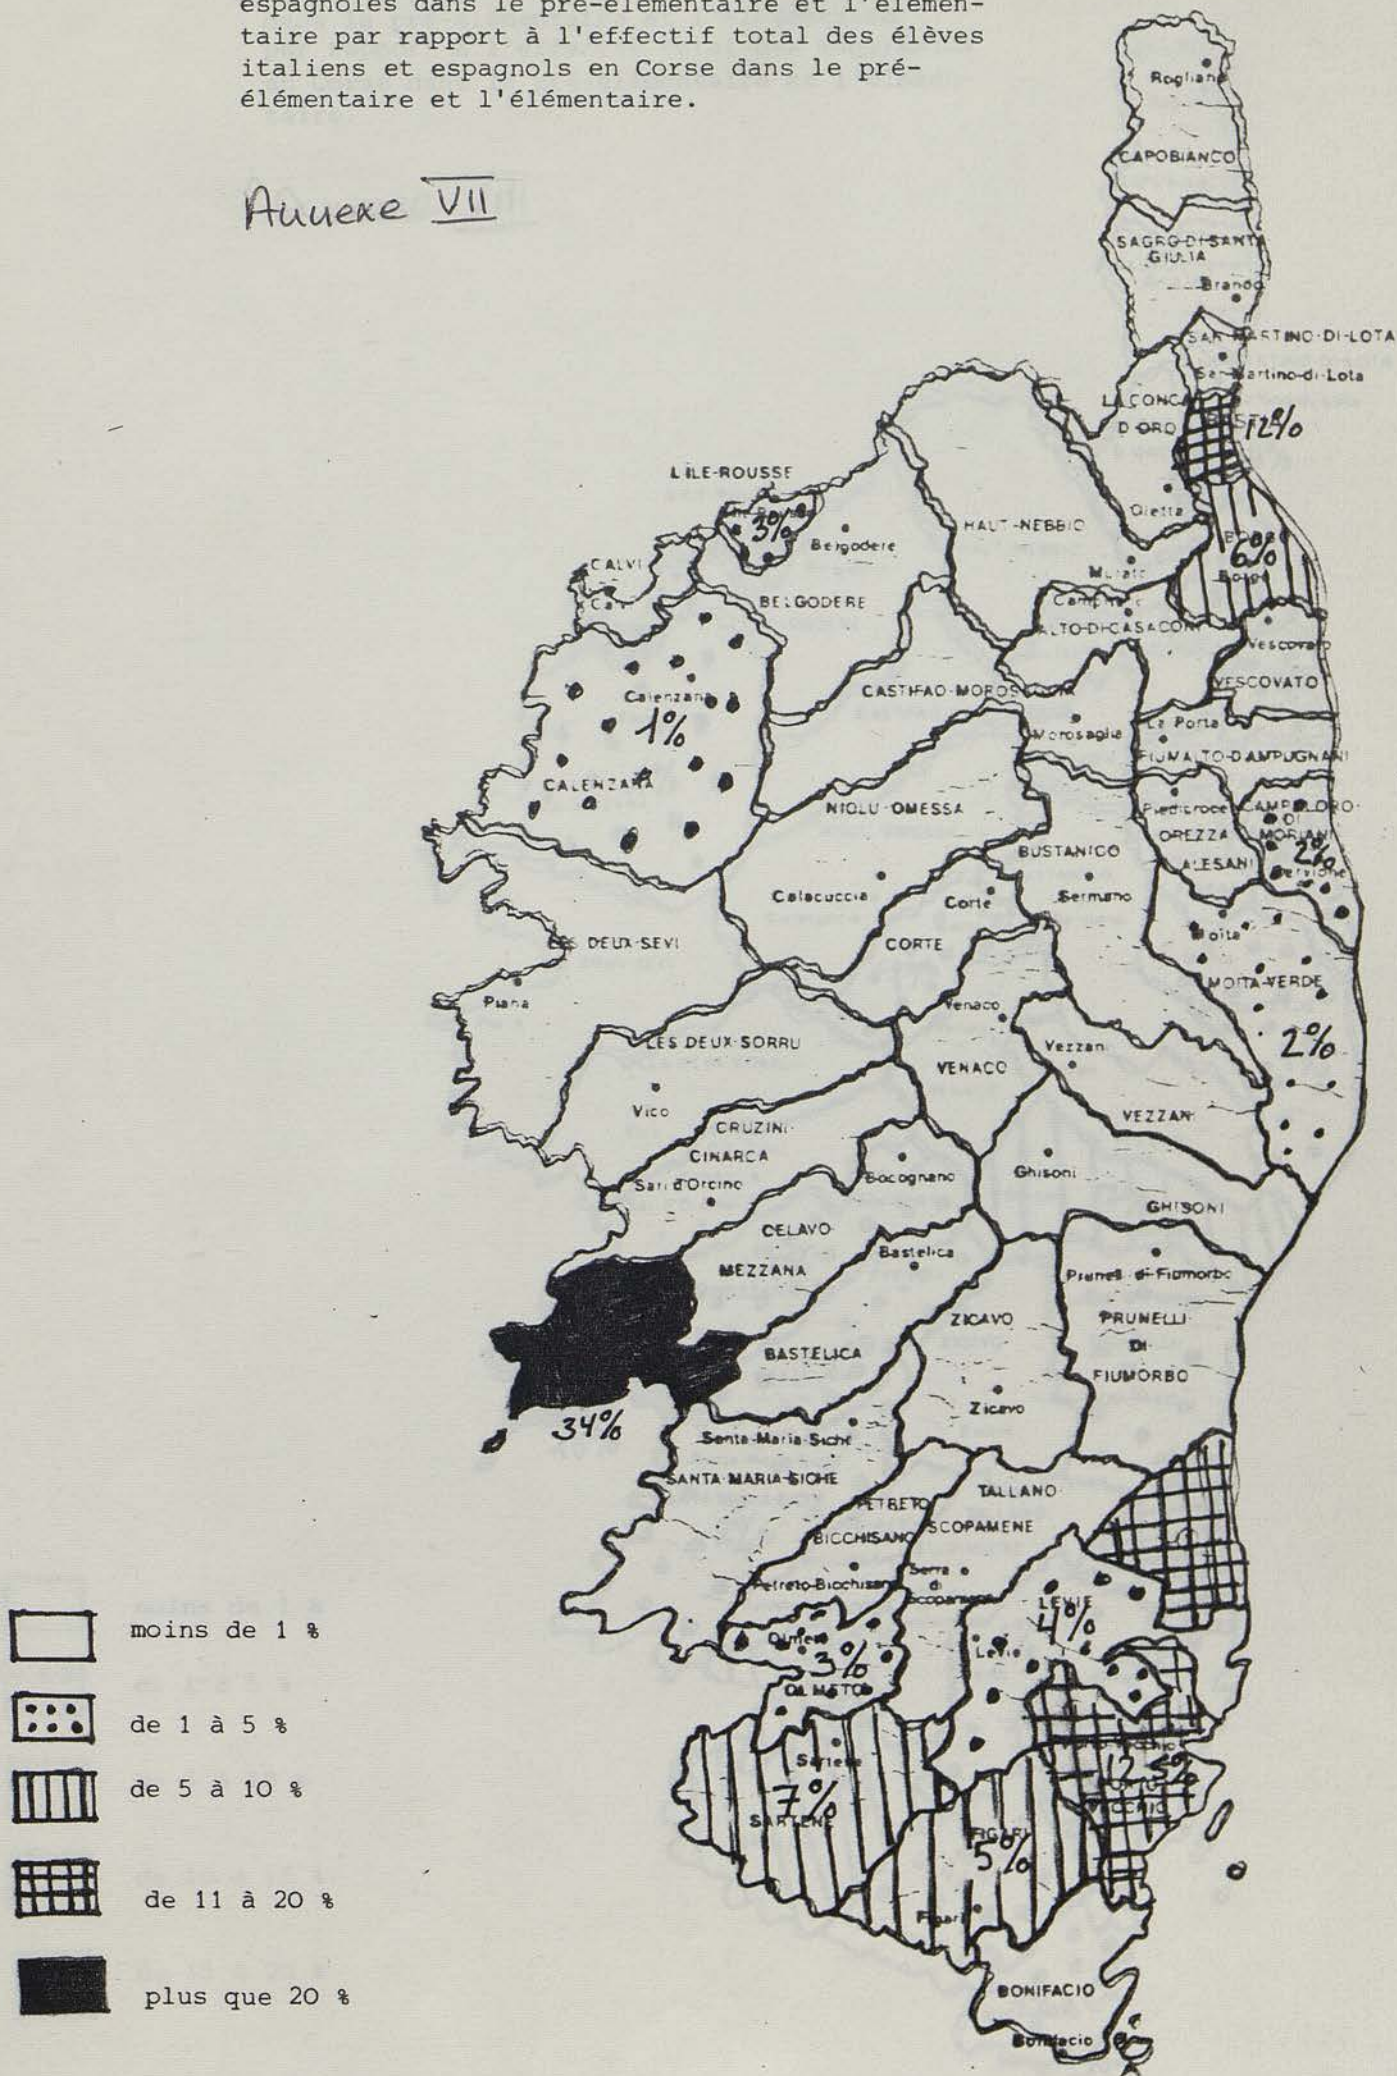 espagnoles dans le pré-élémentaire et l'élémen-
taire par rapport à l'effectif total des élèves
italiens et espagnols en Corse dans le pré-
élémentaire et l'élémentaire.
Annexe VII
Rogliano
CAPOBIANCO
SAGRO-DI-SANTA
GIULIA
Brando
SAN-MARTINO-DI-LOTA
San-Martino-di-Lota
LA CONCA
D'ORO
12%
L'ILE-ROUSSE
3%
Belgodere
HAUT-NEBBIO
Oletta
6%
Borgo
CALVI
BELGODERE
Murato
ALTO-DI-CASACONI
Vescovato
VESCOVATO
Calenzana
1%
CALENZANA
CASTIFAO-MOROSAGLIA
Morosaglia
La Porta
FIUMALTO-D'AMPUGNANI
NIOLU-OMESSA
Piedicroce
OREZZA
ALESANI
CAMPOLORO-
DI
MORIANI
2%
Cervione
BUSTANICO
Calacuccia
Corte
Sermano
CORTE
LES DEUX-SEVI
Moita
MOITA-VERDE
2%
Piana
Venaco
LES DEUX-SORRU
VENACO
Vezzani
VEZZANI
Vico
CRUZINI-
CINARCA
Sari d'Orcino
Bocognano
Ghisoni
GHISONI
CELAVO
MEZZANA
Bastelica
Prunelli-di-Fiumorbo
ZICAVO
PRUNELLI
DI
FIUMORBO
BASTELICA
Zicavo
34%
Santa-Maria-Siché
SANTA-MARIA-SICHE
TALLANO
SCOPAMENE
PETRETO
BICCHISANO
Petreto-Bicchisano
Serra
di
Scopamene
LEVIE
4%
Levie
Olmeto
3%
OLMETO
Sartène
7%
SARTENE
12,5%
VECCHIO
FIGARI
5%
Figari
BONIFACIO
Bonifacio
moins de 1 %
de 1 à 5 %
de 5 à 10 %
de 11 à 20 %
plus que 20 %